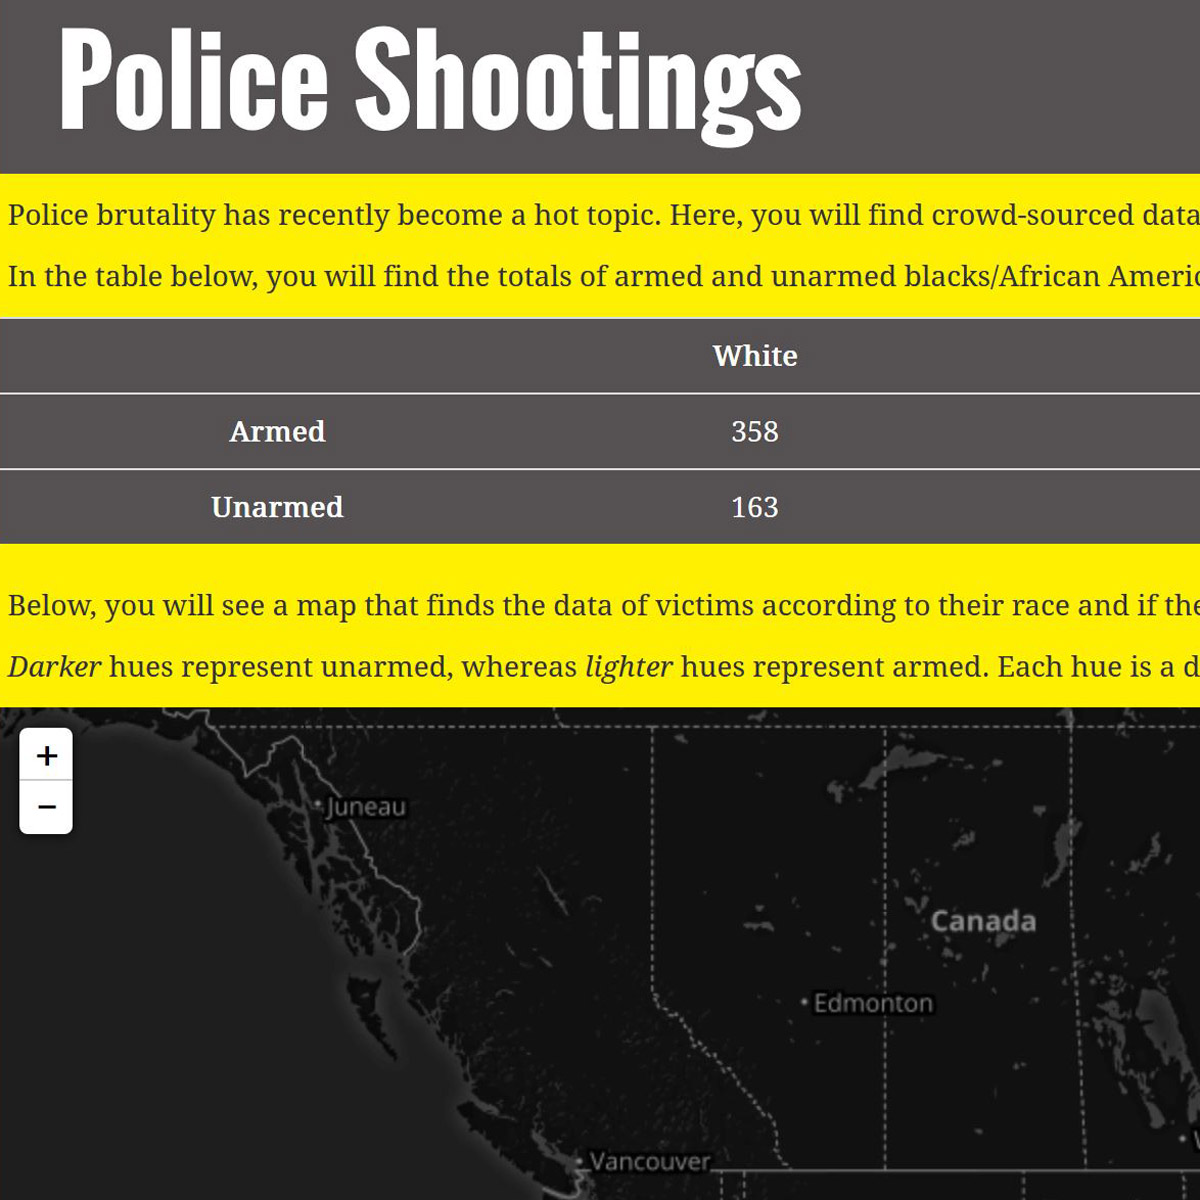 Police Shootings
Police brutality has recently become a hot topic. Here, you will find crowd-sourced data
In the table below, you will find the totals of armed and unarmed blacks/African Americ
White
Armed 358
Unarmed 163
Below, you will see a map that finds the data of victims according to their race and if the
Darker hues represent unarmed, whereas lighter hues represent armed. Each hue is a d
+
−
Juneau
Canada
Edmonton
Vancouver